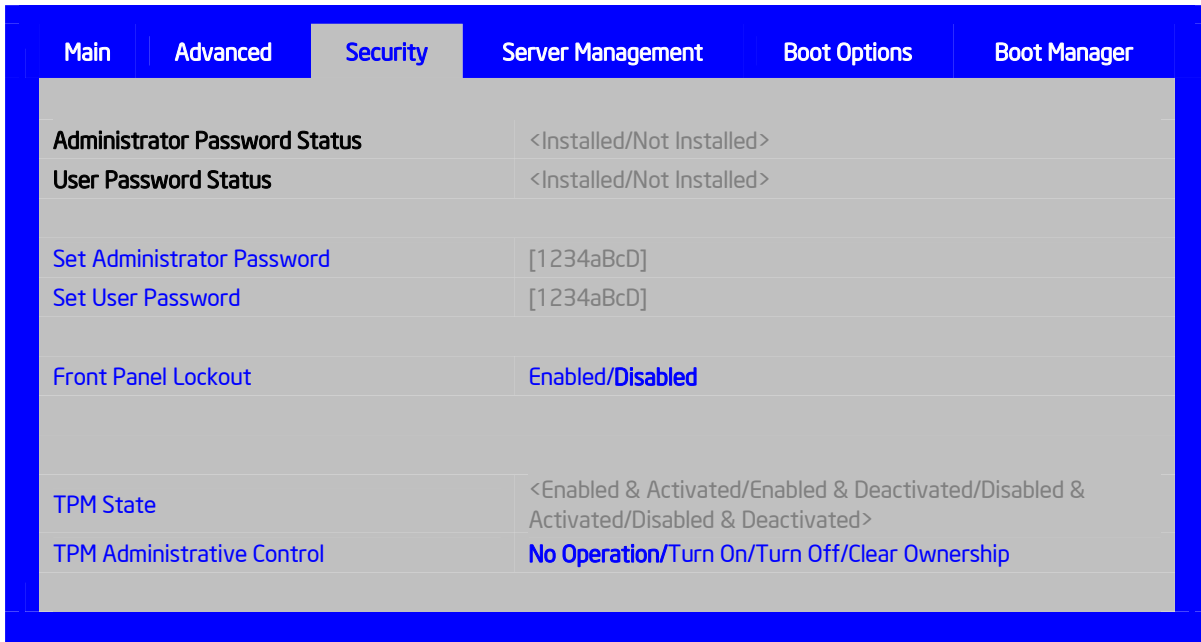 Main Advanced Security Server Management Boot Options Boot Manager
Administrator Password Status <Installed/Not Installed>
User Password Status <Installed/Not Installed>
Set Administrator Password [1234aBcD]
Set User Password [1234aBcD]
Front Panel Lockout Enabled/Disabled
TPM State <Enabled & Activated/Enabled & Deactivated/Disabled &
Activated/Disabled & Deactivated>
TPM Administrative Control No Operation/Turn On/Turn Off/Clear Ownership